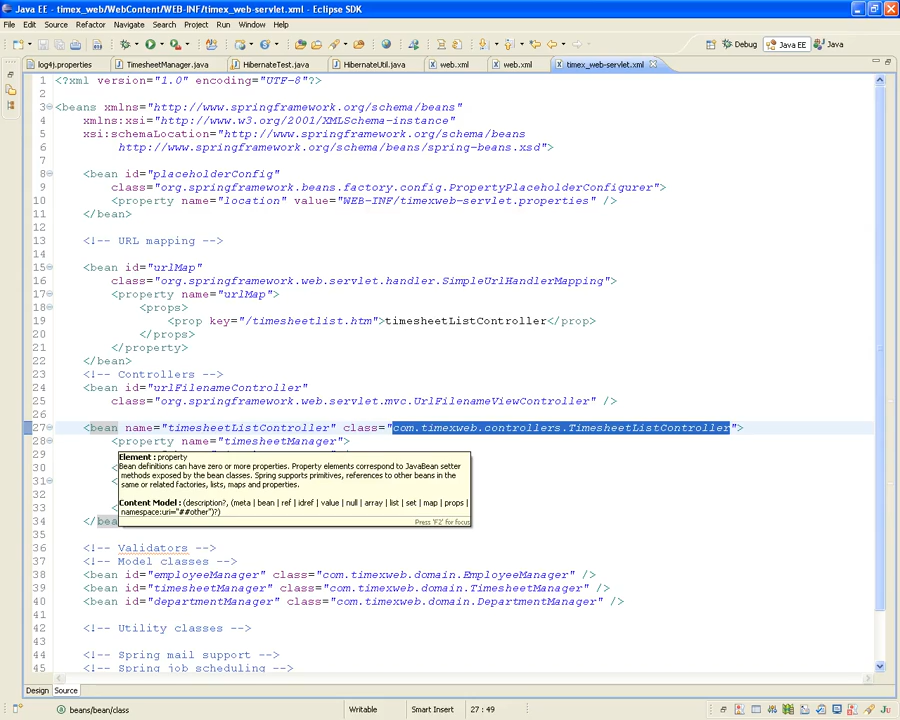 Java EE - timex_web/WebContent/WEB-INF/timex_web-servlet.xml - Eclipse SDK
File Edit Source Refactor Navigate Search Project Run Window Help
Debug Java EE Java
log4j.properties TimesheetManager.java HibernateTest.java HibernateUtil.java web.xml web.xml timex_web-servlet.xml
1 <?xml version="1.0" encoding="UTF-8"?>
2
3 <beans xmlns="http://www.springframework.org/schema/beans"
4 xmlns:xsi="http://www.w3.org/2001/XMLSchema-instance"
5 xsi:schemaLocation="http://www.springframework.org/schema/beans
6 http://www.springframework.org/schema/beans/spring-beans.xsd">
7
8 <bean id="placeholderConfig"
9 class="org.springframework.beans.factory.config.PropertyPlaceholderConfigurer">
10 <property name="location" value="WEB-INF/timexweb-servlet.properties" />
11 </bean>
12
13 <!-- URL mapping -->
14
15 <bean id="urlMap"
16 class="org.springframework.web.servlet.handler.SimpleUrlHandlerMapping">
17 <property name="urlMap">
18 <props>
19 <prop key="/timesheetlist.htm">timesheetListController</prop>
20 </props>
21 </property>
22 </bean>
23 <!-- Controllers -->
24 <bean id="urlFilenameController"
25 class="org.springframework.web.servlet.mvc.UrlFilenameViewController" />
26
27 <bean name="timesheetListController" class="com.timexweb.controllers.TimesheetListController">
28 <property name="timesheetManager">
29
Element : property
30 <
Bean definitions can have zero or more properties. Property elements correspond to JavaBean setter
methods exposed by the bean classes. Spring supports primitives, references to other beans in the
31 <
same or related factories, lists, maps and properties.
32
Content Model : (description?, (meta | bean | ref | idref | value | null | array | list | set | map | props |
33 <
namespace:uri="##other")?)
34 </bea
Press 'F2' for focus
35
36 <!-- Validators -->
37 <!-- Model classes -->
38 <bean id="employeeManager" class="com.timexweb.domain.EmployeeManager" />
39 <bean id="timesheetManager" class="com.timexweb.domain.TimesheetManager" />
40 <bean id="departmentManager" class="com.timexweb.domain.DepartmentManager" />
41
42 <!-- Utility classes -->
43
44 <!-- Spring mail support -->
45 <!-- Spring job scheduling -->
Design Source
beans/bean/class Writable Smart Insert 27 : 49